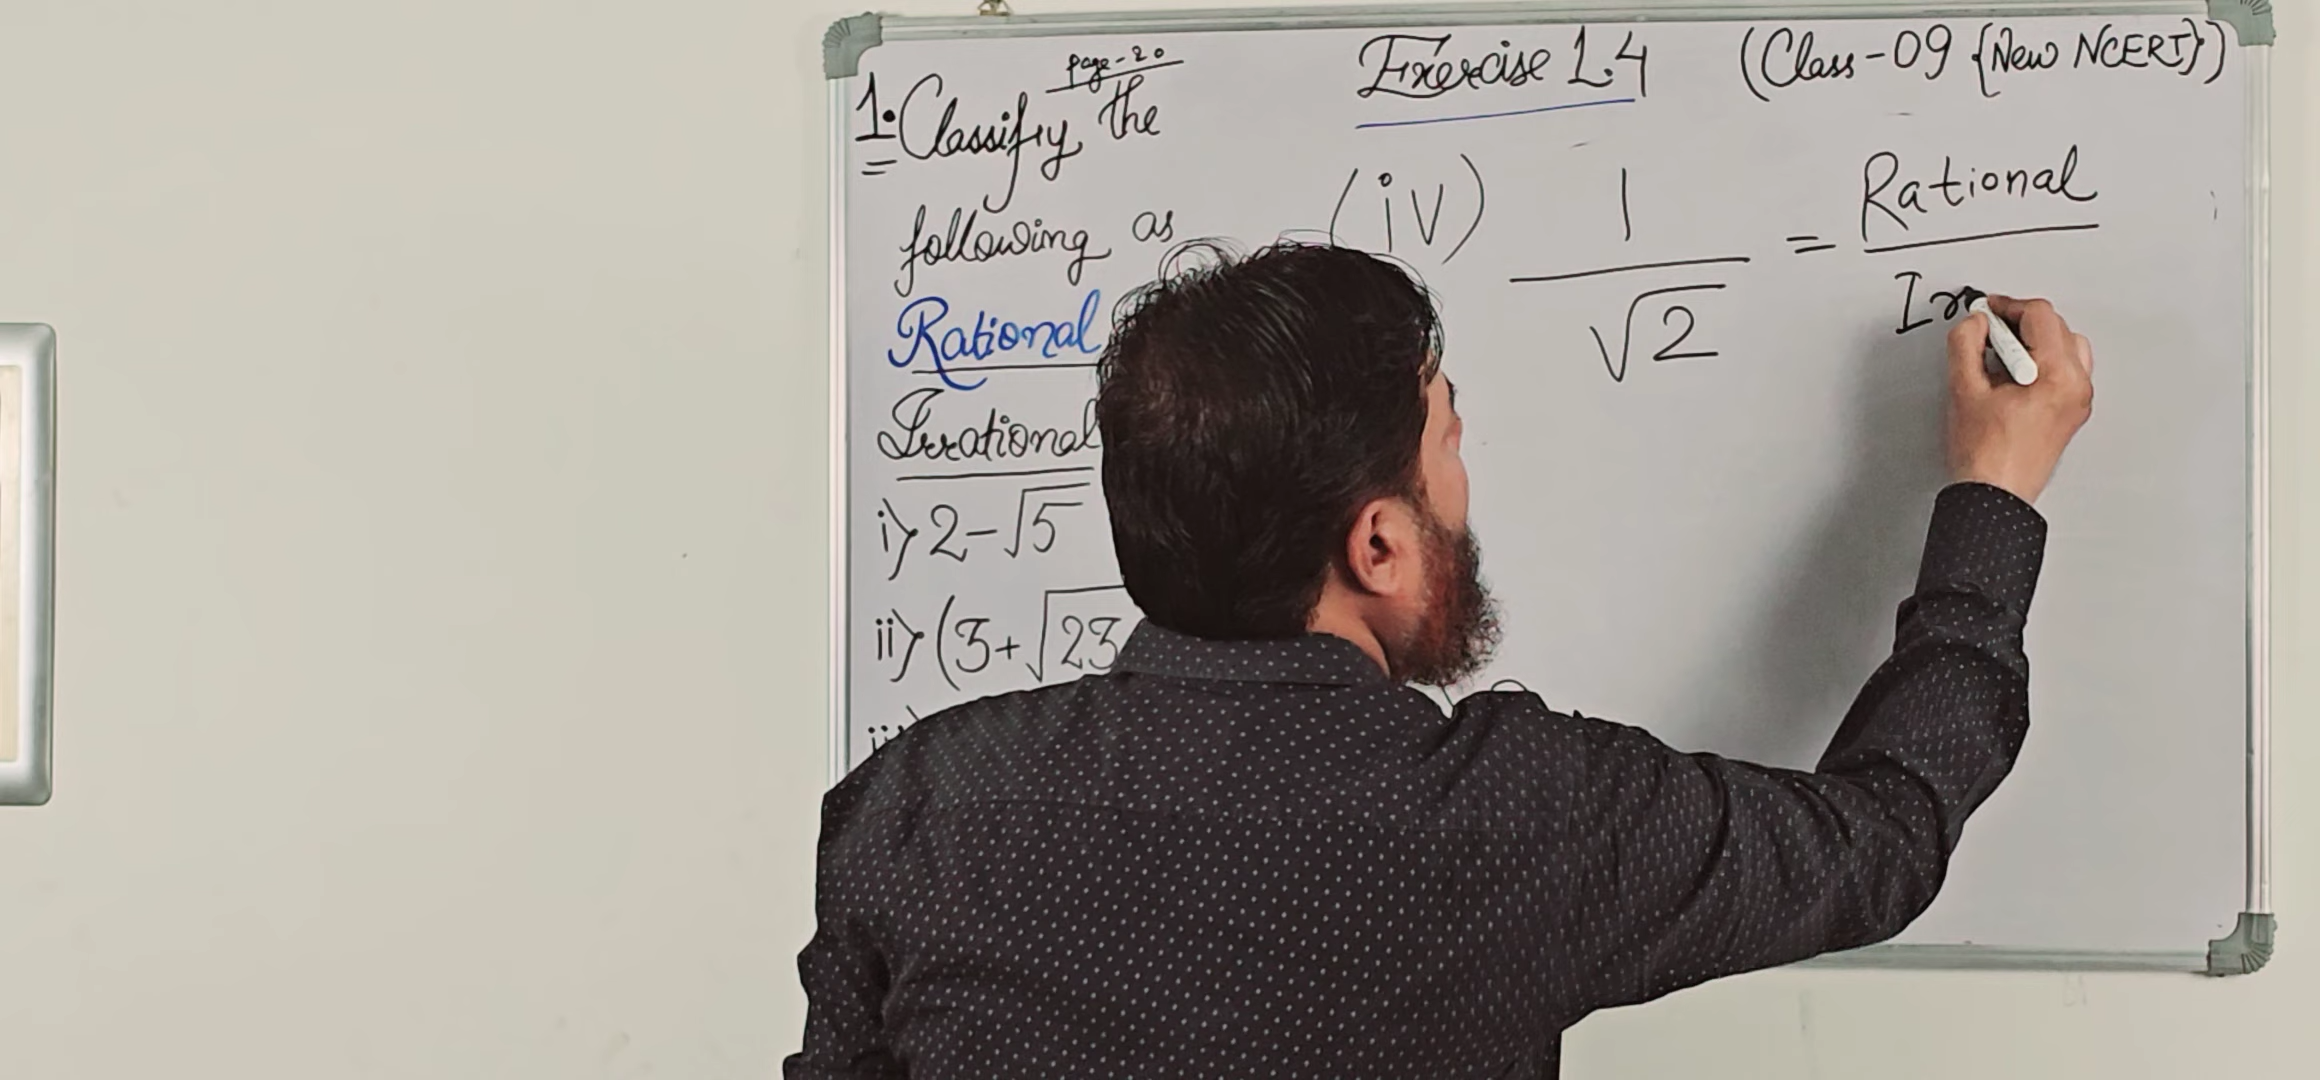 page-20
Exercise 1.4 (Class-09 {New NCERT})
1. Classify the
following as
Rational
Irrational
i) 2-√5
ii) (3+√23
(iv) 1/√2 = Rational/Irr